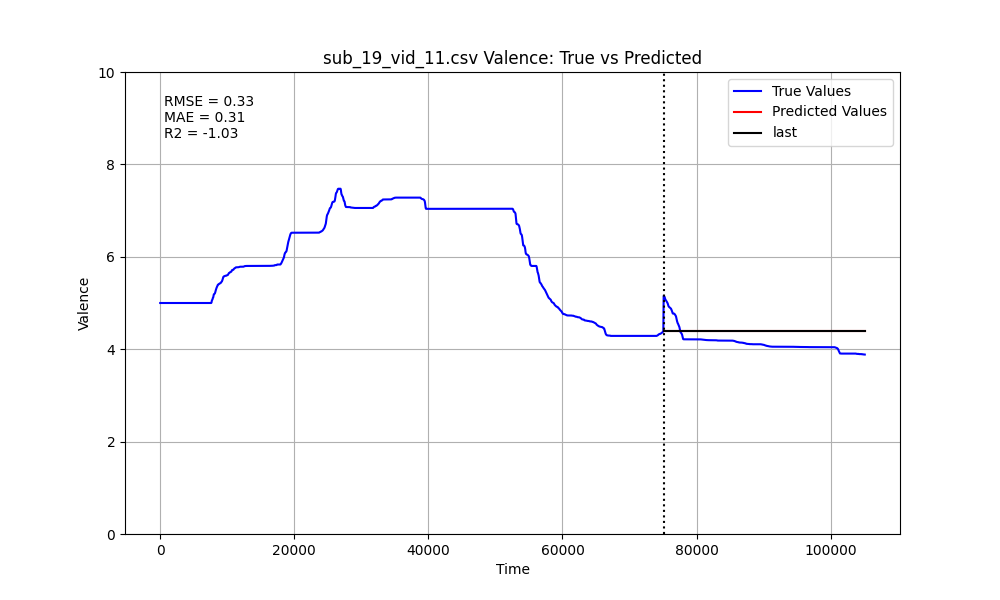 sub_19_vid_11.csv Valence: True vs Predicted
RMSE = 0.33
MAE = 0.31
R2 = -1.03
True Values
Predicted Values
last
Valence
10
8
6
4
2
0
0
20000
40000
60000
80000
100000
Time